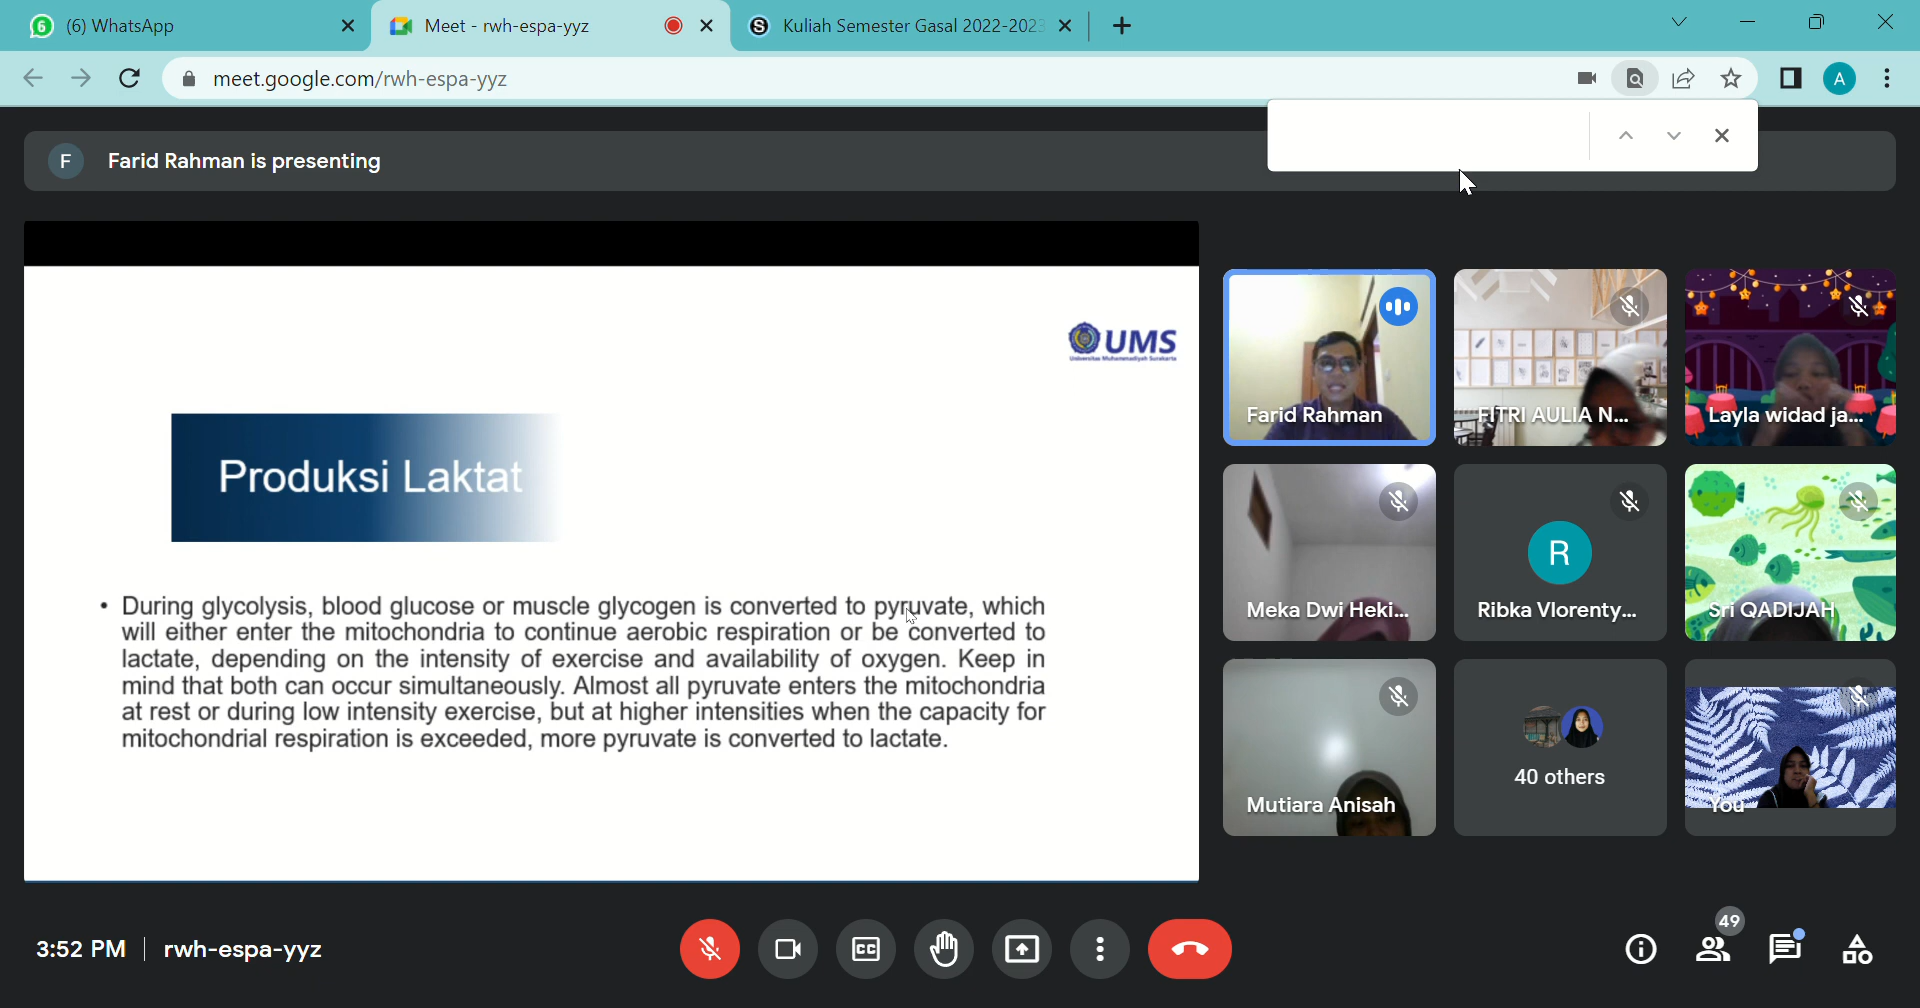 6
(6) WhatsApp
Meet - rwh-espa-yyz
S
Kuliah Semester Gasal 2022-2023
meet.google.com/rwh-espa-yyz
A
F
Farid Rahman is presenting
UMS
Universitas Muhammadiyah Surakarta
Produksi Laktat
• During glycolysis, blood glucose or muscle glycogen is converted to pyruvate, which
will either enter the mitochondria to continue aerobic respiration or be converted to
lactate, depending on the intensity of exercise and availability of oxygen. Keep in
mind that both can occur simultaneously. Almost all pyruvate enters the mitochondria
at rest or during low intensity exercise, but at higher intensities when the capacity for
mitochondrial respiration is exceeded, more pyruvate is converted to lactate.
Farid Rahman
FITRI AULIA N...
Layla widad ja...
Meka Dwi Heki...
R
Ribka Vlorenty...
Sri QADIJAH
Mutiara Anisah
40 others
You
3:52 PM
rwh-espa-yyz
CC
49